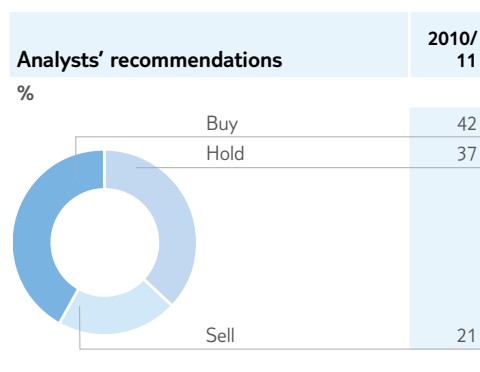 2010/
Analysts’ recommendations 11
%
Buy 42
Hold 37
Sell 21